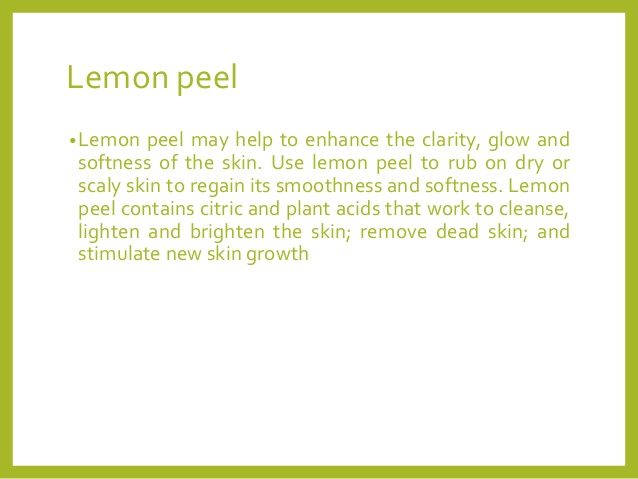 Lemon peel
•Lemon peel may help to enhance the clarity, glow and
softness of the skin. Use lemon peel to rub on dry or
scaly skin to regain its smoothness and softness. Lemon
peel contains citric and plant acids that work to cleanse,
lighten and brighten the skin; remove dead skin; and
stimulate new skin growth